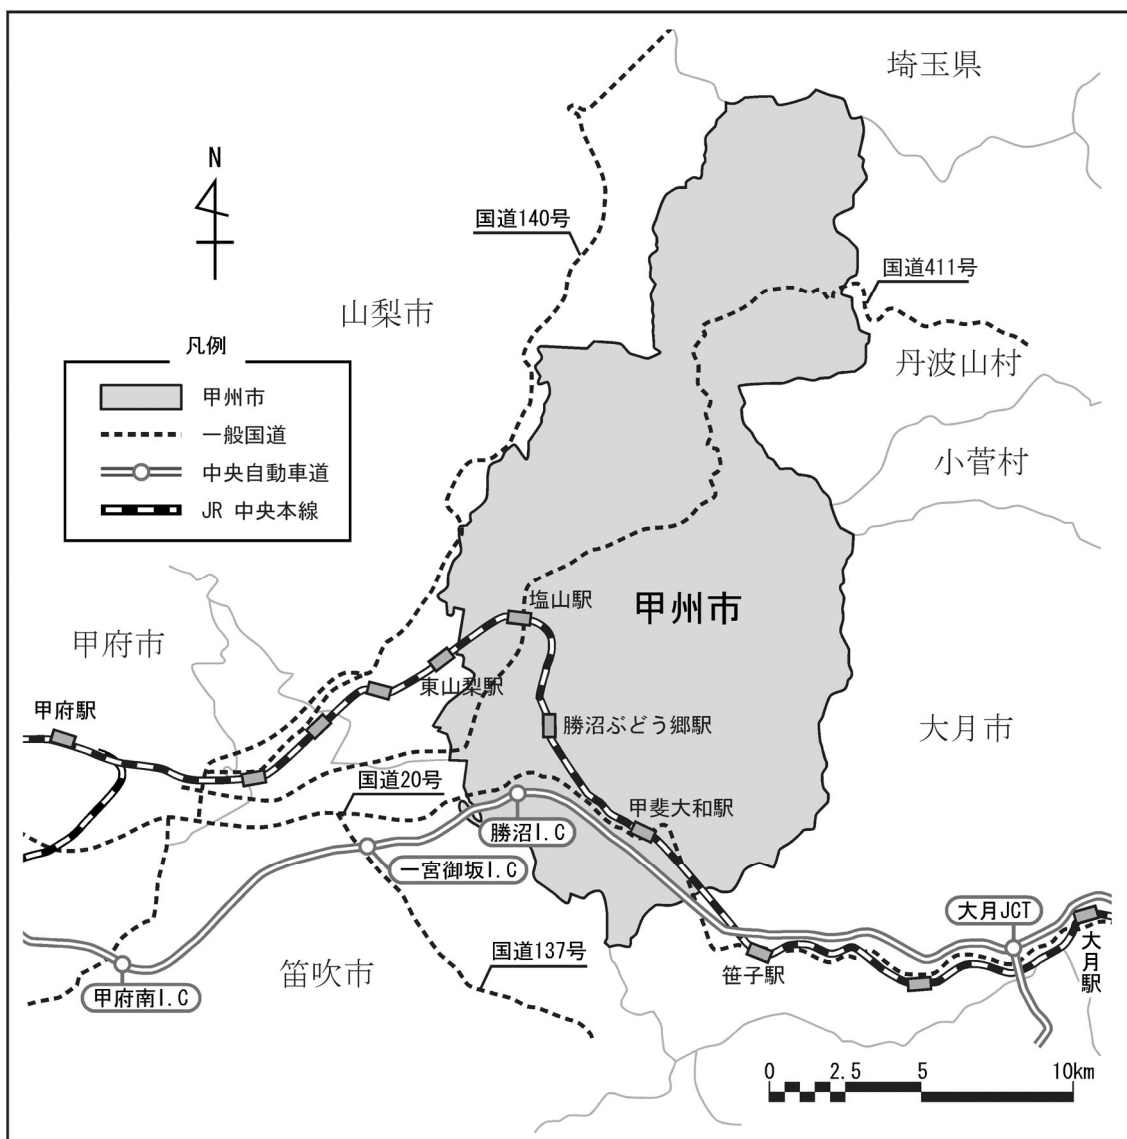 埼玉県
N
国道140号
国道411号
山梨市
凡例
甲州市
一般国道
中央自動車道
JR 中央本線
丹波山村
小菅村
塩山駅
甲州市
甲府市
東山梨駅
甲府駅
勝沼ぶどう郷駅
大月市
国道20号
甲斐大和駅
勝沼I.C
一宮御坂I.C
大月JCT
大月駅
国道137号
笹子駅
笛吹市
甲府南I.C
0 2.5 5 10km